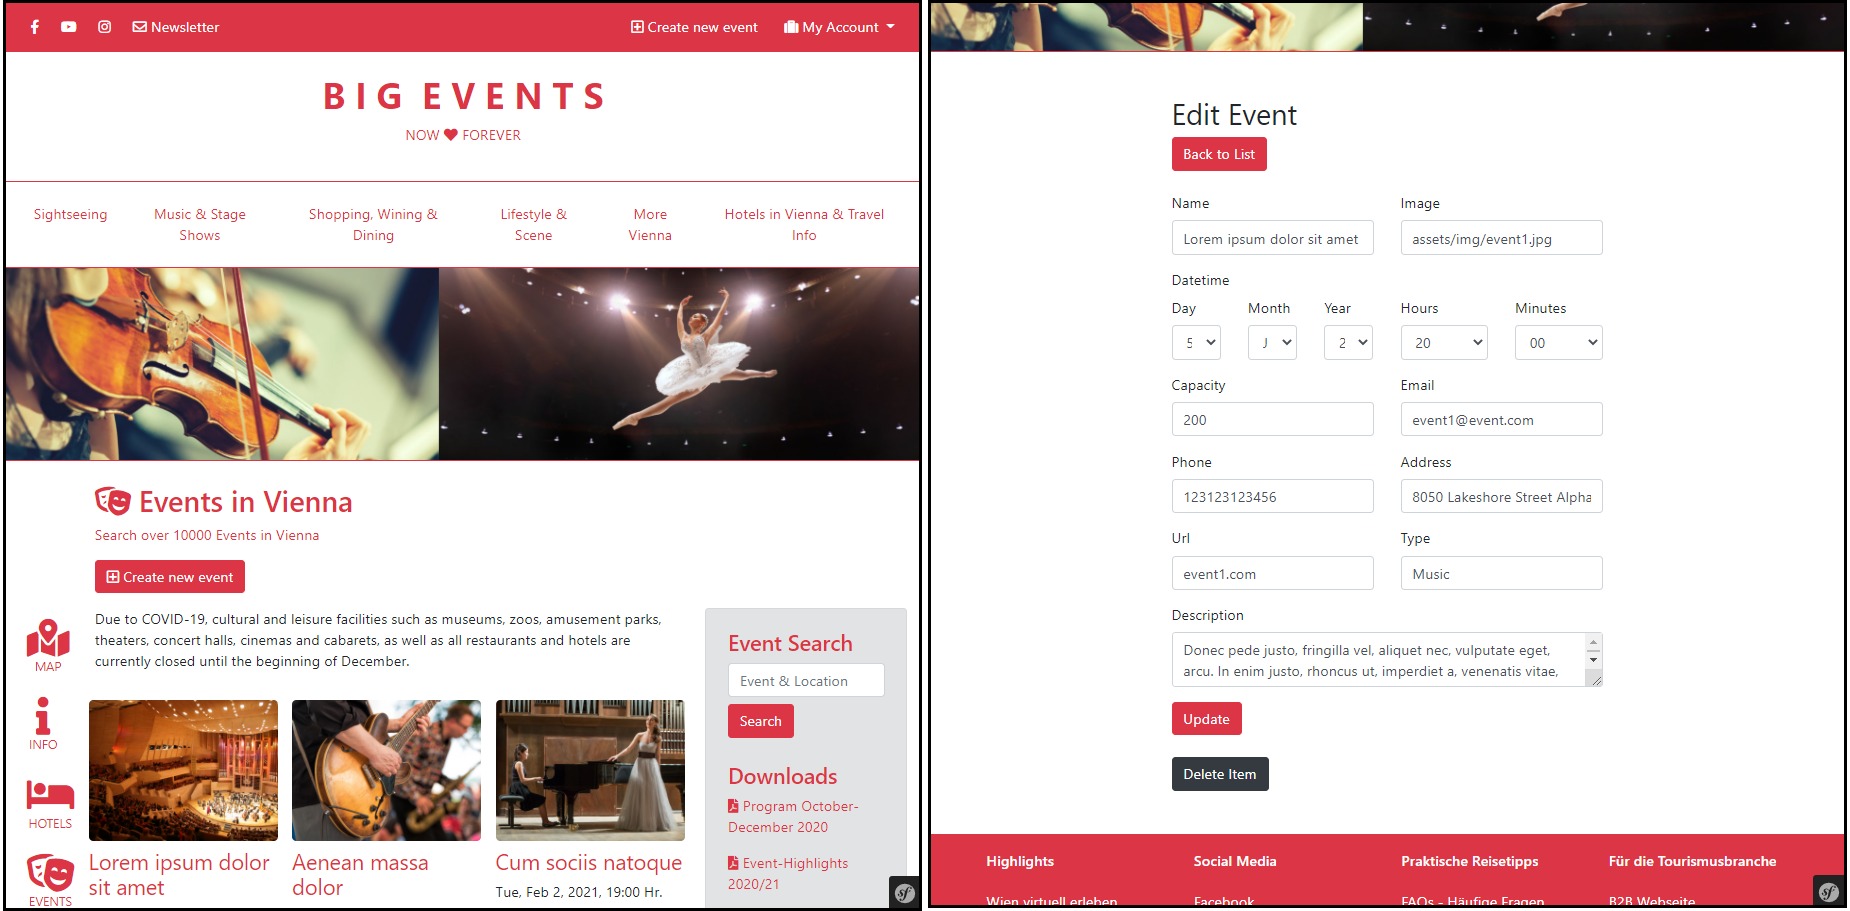 Newsletter
Create new event
My Account
BIG EVENTS
NOW FOREVER
Sightseeing
Music & Stage
Shows
Shopping, Wining &
Dining
Lifestyle &
Scene
More
Vienna
Hotels in Vienna & Travel
Info
Events in Vienna
Search over 10000 Events in Vienna
Create new event
Due to COVID-19, cultural and leisure facilities such as museums, zoos, amusement parks,
theaters, concert halls, cinemas and cabarets, as well as all restaurants and hotels are
currently closed until the beginning of December.
MAP
INFO
HOTELS
EVENTS
Lorem ipsum dolor
sit amet
Aenean massa
dolor
Cum sociis natoque
Tue, Feb 2, 2021, 19:00 Hr.
Event Search
Event & Location
Search
Downloads
Program October-
December 2020
Event-Highlights
2020/21
sf
Edit Event
Back to List
Name
Image
Lorem ipsum dolor sit amet
assets/img/event1.jpg
Datetime
Day
Month
Year
Hours
Minutes
5
J
2
20
00
Capacity
Email
200
event1@event.com
Phone
Address
123123123456
8050 Lakeshore Street Alpha
Url
Type
event1.com
Music
Description
Donec pede justo, fringilla vel, aliquet nec, vulputate eget,
arcu. In enim justo, rhoncus ut, imperdiet a, venenatis vitae,
Update
Delete Item
Highlights
Social Media
Praktische Reisetipps
Für die Tourismusbranche
Wien virtuell erleben
Facebook
FAQs - Häufige Fragen
B2B Webseite
sf